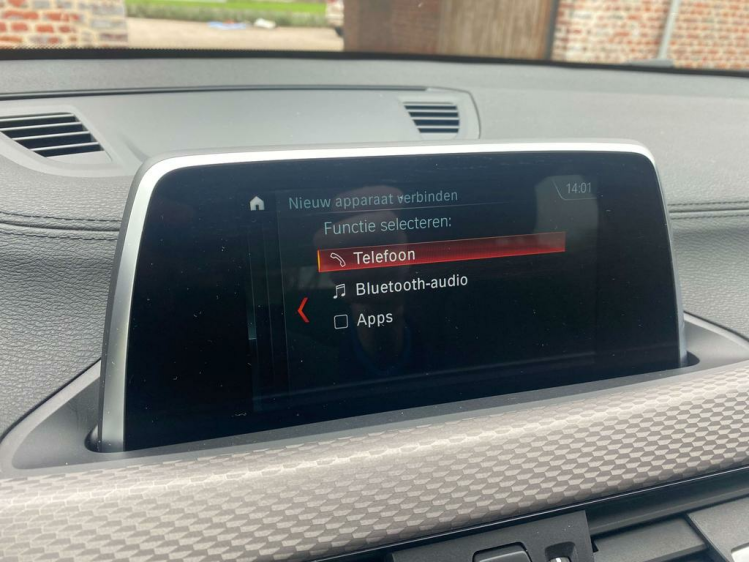 Nieuw apparaat verbinden
14:01
Functie selecteren:
Telefoon
Bluetooth-audio
Apps